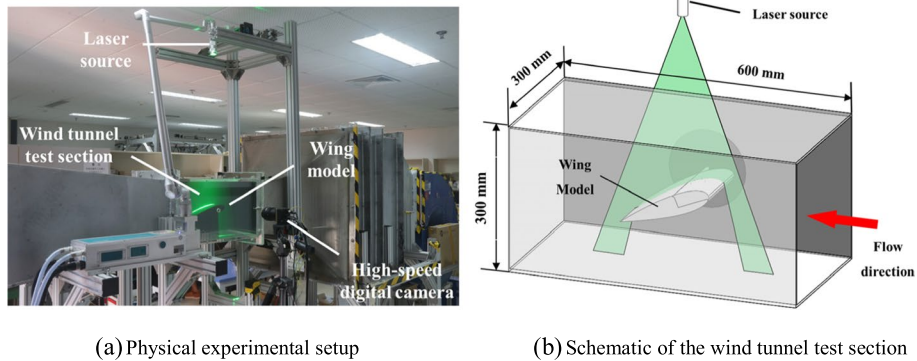 Laser
source
Wind tunnel
test section
Wing
model
High-speed
digital camera
(a) Physical experimental setup
Laser source
300 mm
600 mm
300 mm
Wing
Model
Flow
direction
(b) Schematic of the wind tunnel test section